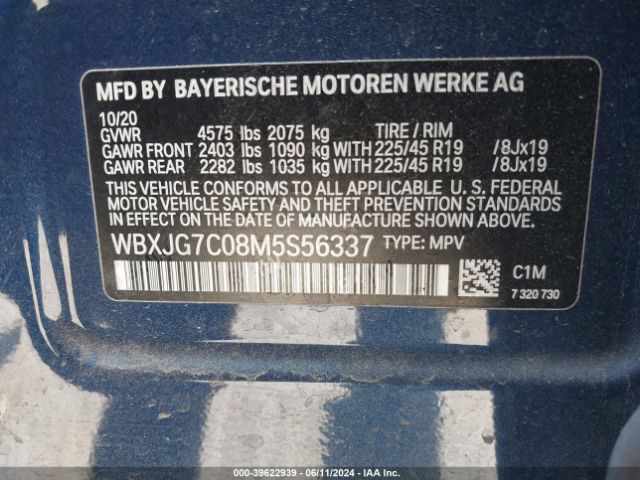 MFD BY BAYERISCHE MOTOREN WERKE AG
10/20
GVWR 4575 lbs 2075 kg TIRE / RIM
GAWR FRONT 2403 lbs 1090 kg WITH 225/45 R19 /8Jx19
GAWR REAR 2282 lbs 1035 kg WITH 225/45 R19 /8Jx19
THIS VEHICLE CONFORMS TO ALL APPLICABLE U. S. FEDERAL
MOTOR VEHICLE SAFETY AND THEFT PREVENTION STANDARDS
IN EFFECT ON THE DATE OF MANUFACTURE SHOWN ABOVE.
WBXJG7C08M5S56337 TYPE: MPV
C1M
7 320 730
000-39622939 - 06/11/2024 - IAA Inc.